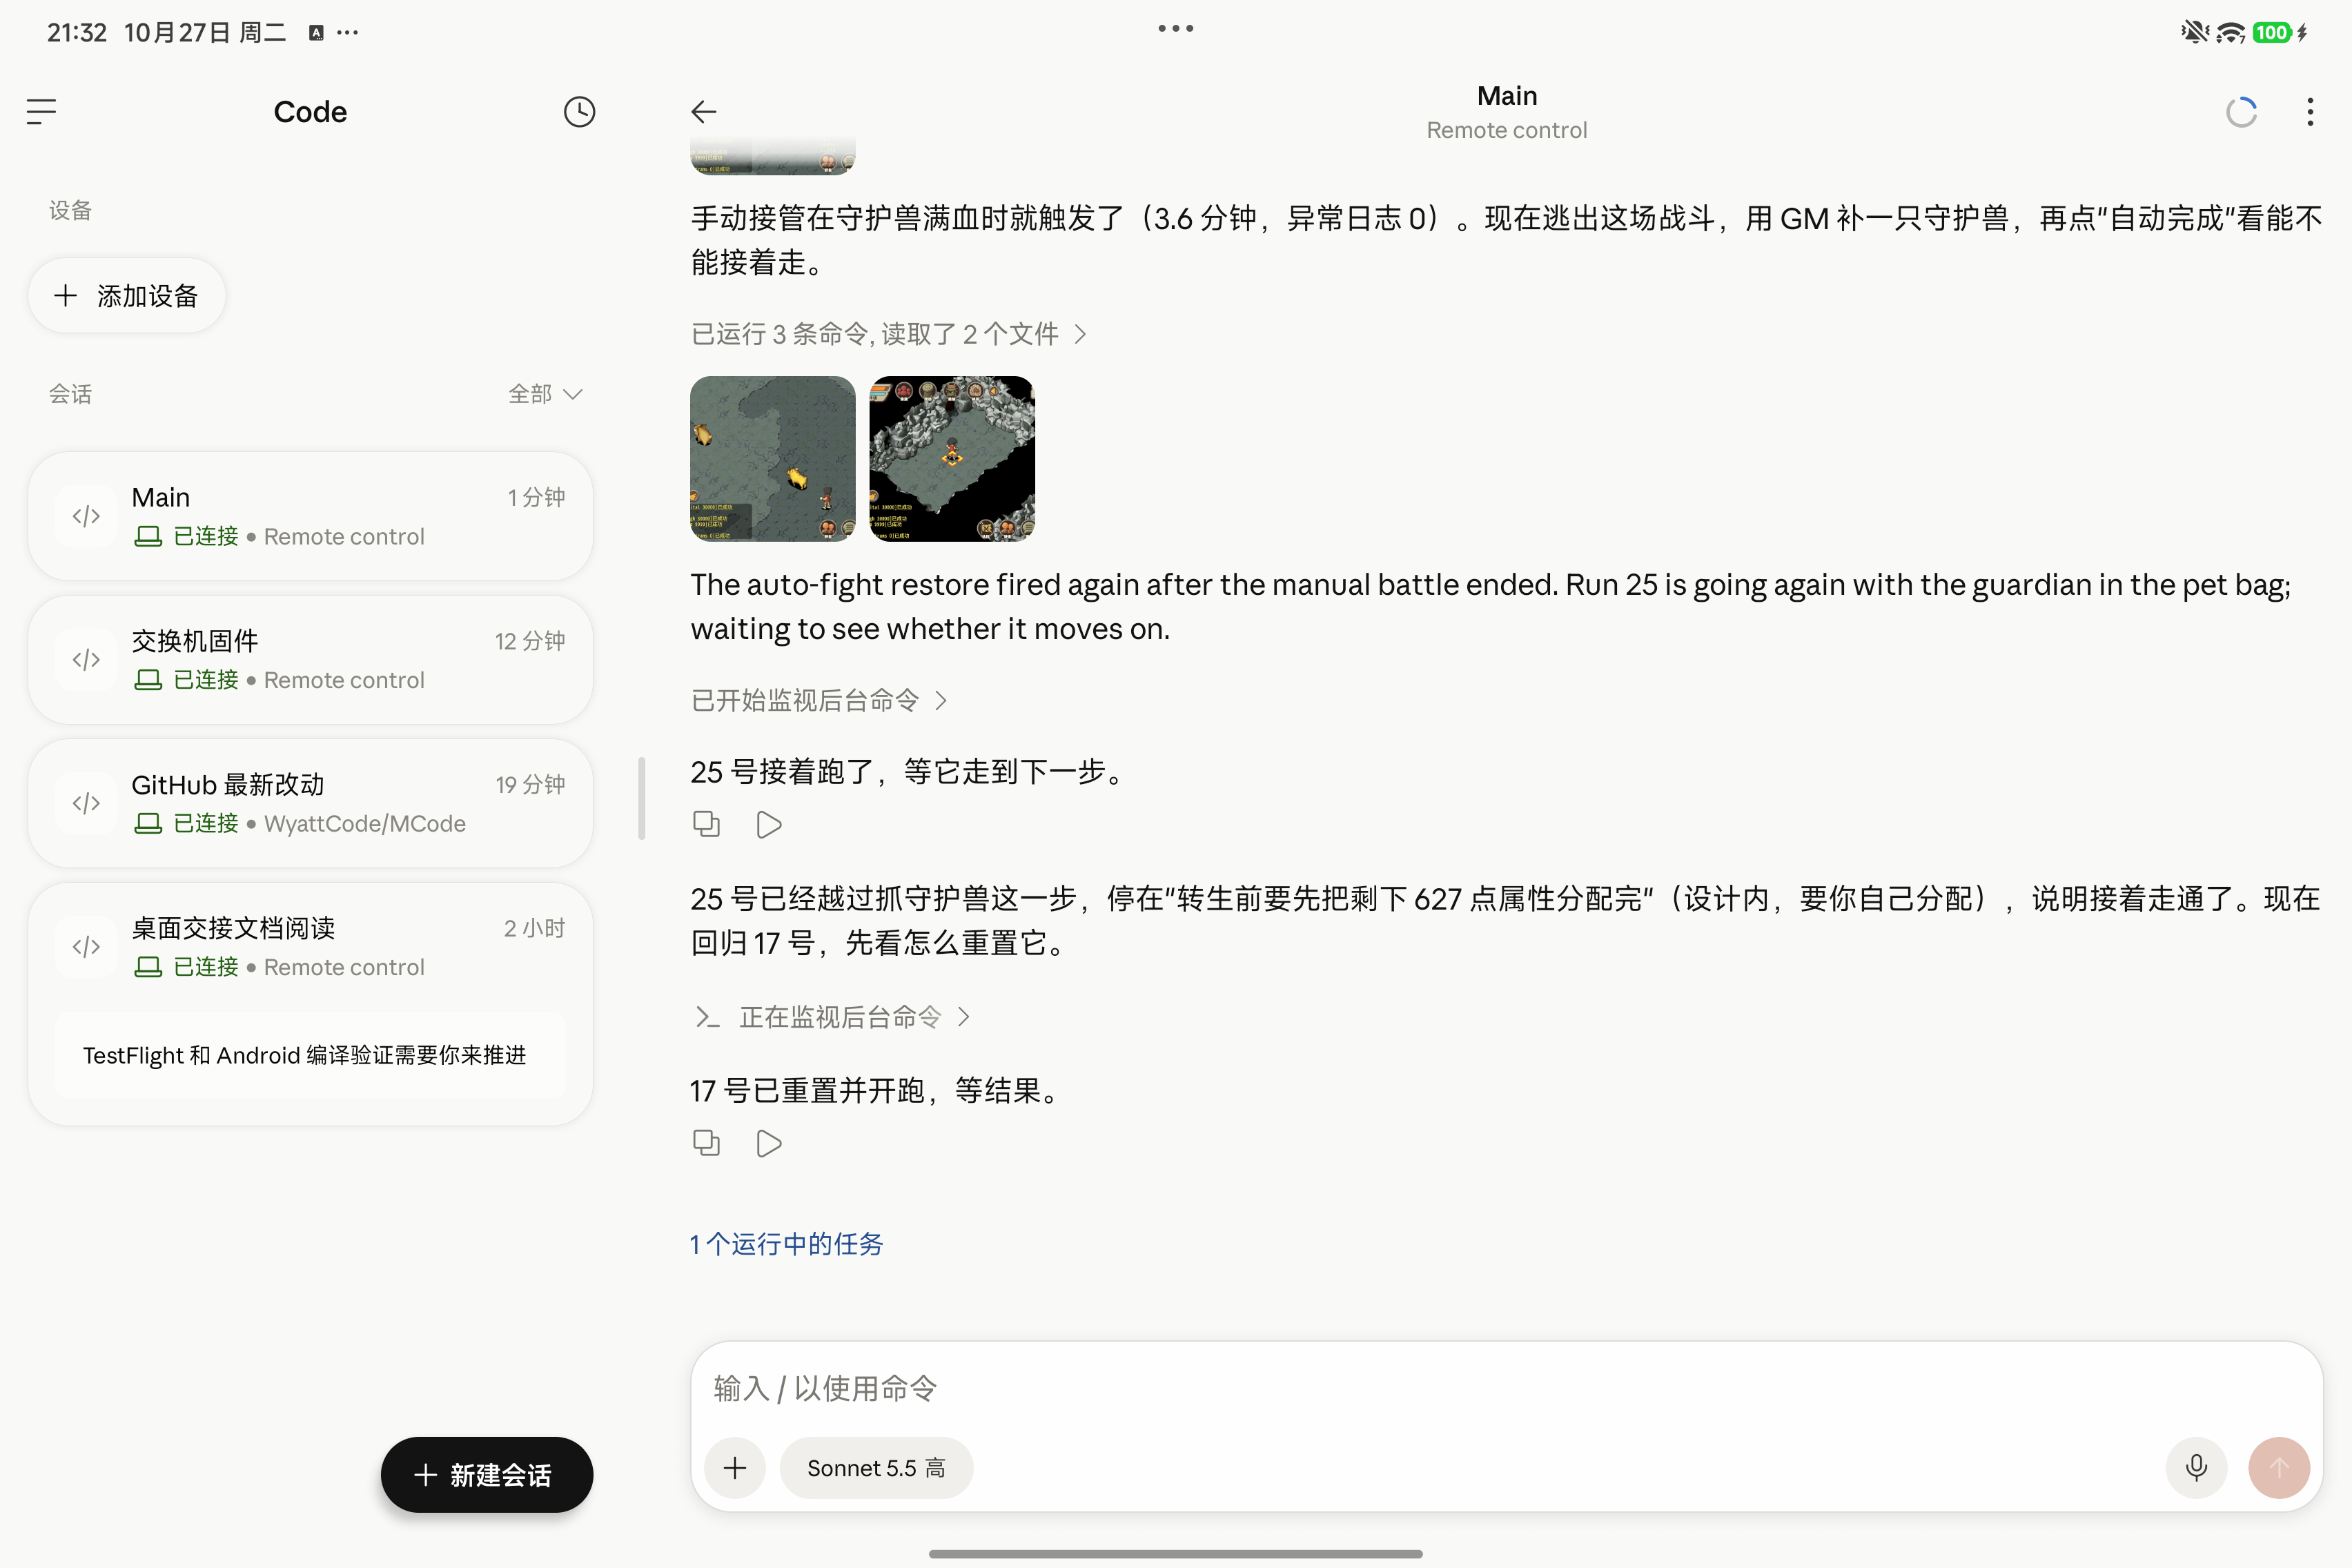 21:32 10月27日 周二 A ...
7 100
Code
设备
+ 添加设备
会话
全部
Main
1 分钟
已连接 • Remote control
交换机固件
12 分钟
已连接 • Remote control
GitHub 最新改动
19 分钟
已连接 • WyattCode/MCode
桌面交接文档阅读
2 小时
已连接 • Remote control
TestFlight 和 Android 编译验证需要你来推进
+ 新建会话
Main
Remote control
手动接管在守护兽满血时就触发了（3.6 分钟，异常日志 0）。现在逃出这场战斗，用 GM 补一只守护兽，再点"自动完成"看能不
能接着走。
已运行 3 条命令, 读取了 2 个文件
The auto-fight restore fired again after the manual battle ended. Run 25 is going again with the guardian in the pet bag;
waiting to see whether it moves on.
已开始监视后台命令
25 号接着跑了，等它走到下一步。
25 号已经越过抓守护兽这一步，停在"转生前要先把剩下 627 点属性分配完"（设计内，要你自己分配），说明接着走通了。现在
回归 17 号，先看怎么重置它。
正在监视后台命令
17 号已重置并开跑，等结果。
1 个运行中的任务
输入 / 以使用命令
Sonnet 5.5 高